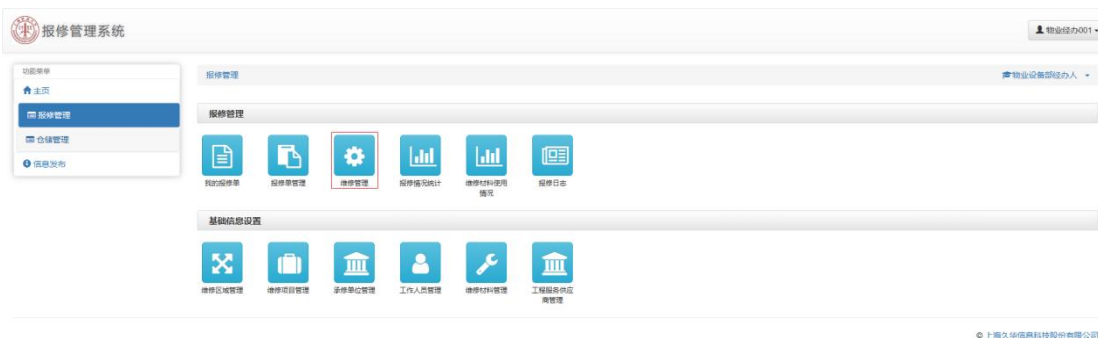 报修管理系统
物业经办001
功能菜单
主页
报修管理
仓储管理
信息发布
报修管理
物业设备部经办人
报修管理
我的报修单
报修单管理
维修管理
报修情况统计
维修材料使用
情况
报修日志
基础信息设置
维修区域管理
维修项目管理
承修单位管理
工作人员管理
维修材料管理
工程服务供应
商管理
© 上海久华信息科技股份有限公司